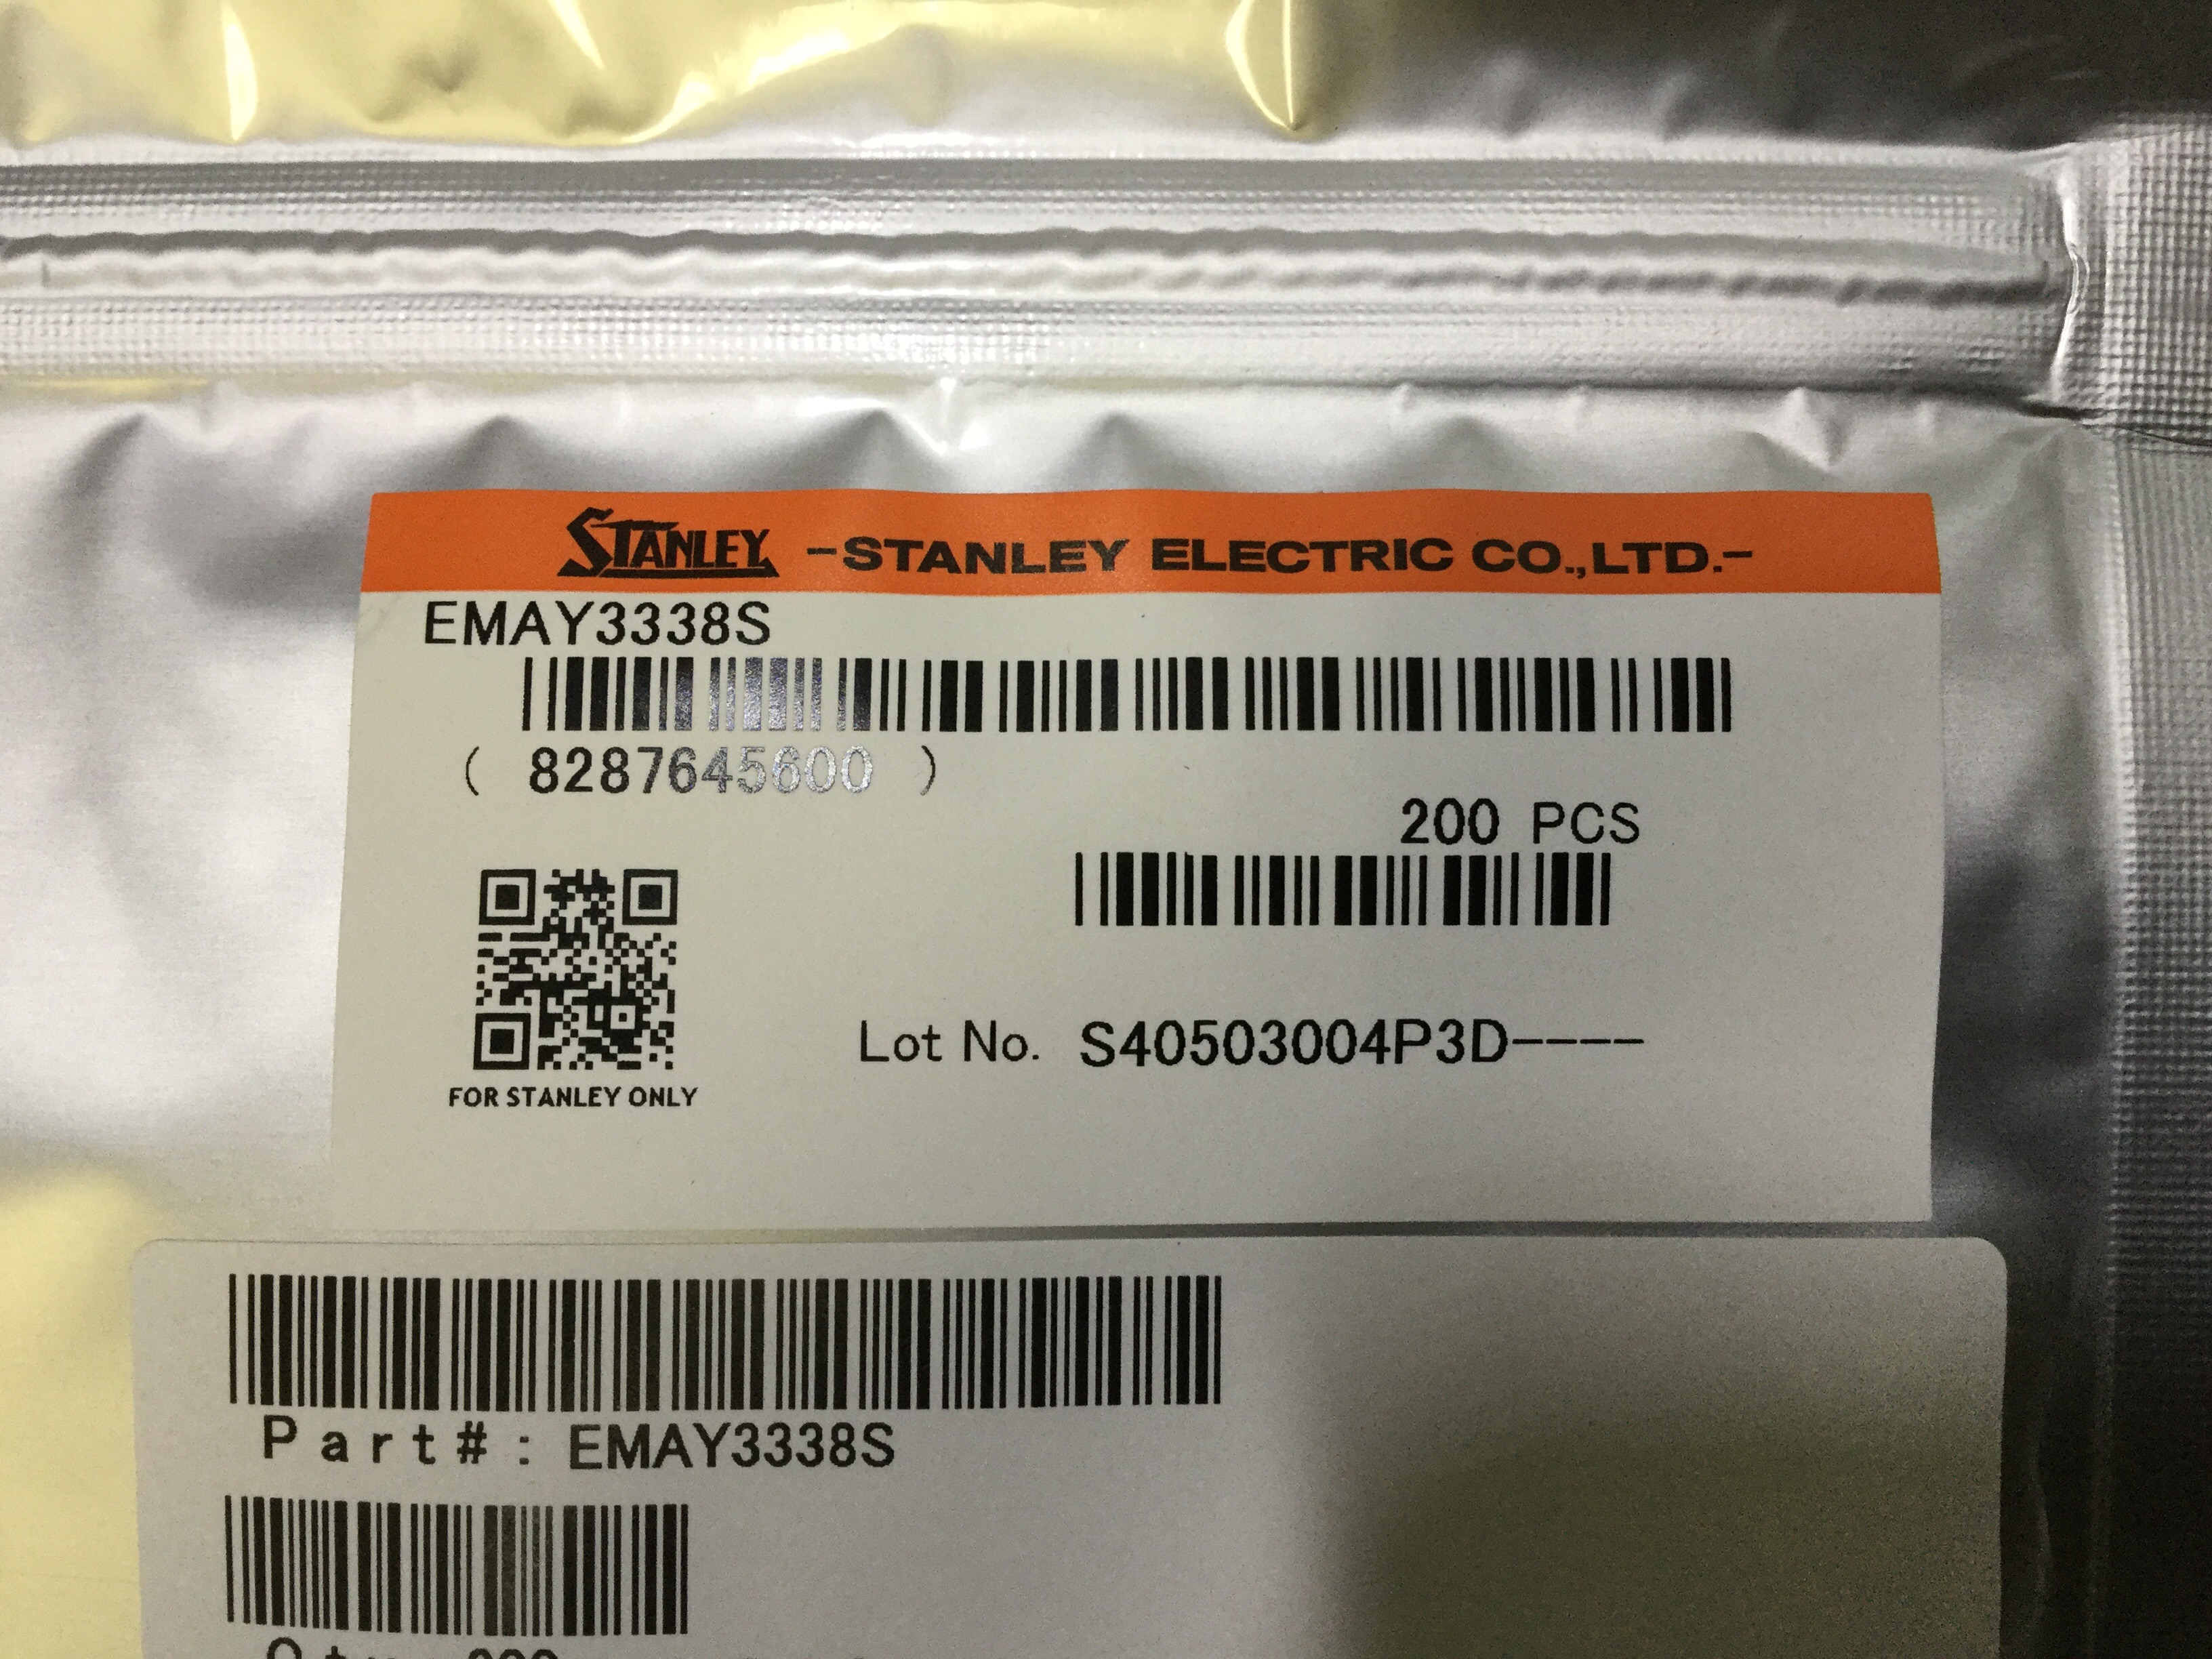 STANLEY -STANLEY ELECTRIC CO.,LTD.-
EMAY3338S
( 8287645600 )
200 PCS
Lot No. S40503004P3D----
FOR STANLEY ONLY
Part#: EMAY3338S